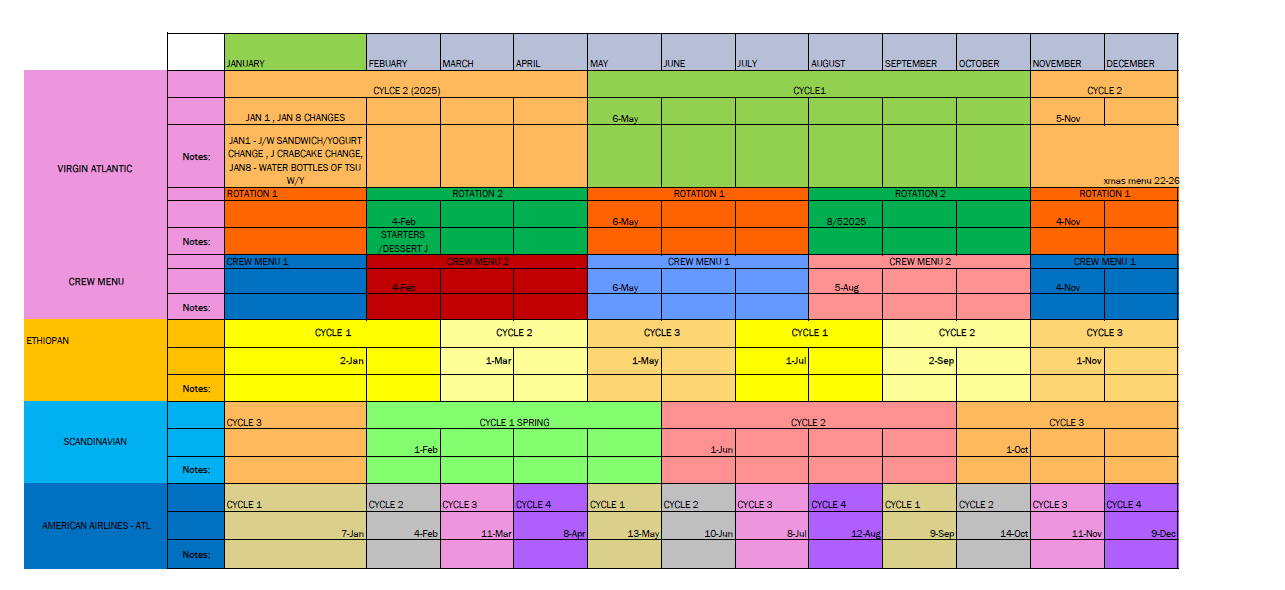 JANUARY FEBUARY MARCH APRIL MAY JUNE JULY AUGUST SEPTEMBER OCTOBER NOVEMBER DECEMBER
VIRGIN ATLANTIC
CYLCE 2 (2025) CYCLE1 CYCLE 2
JAN 1 , JAN 8 CHANGES 6-May 5-Nov
Notes:
JAN1 - J/W SANDWICH/YOGURT
CHANGE , J CRABCAKE CHANGE,
JAN8 - WATER BOTTLES OF TSU
W/Y
xmas menu 22-26
ROTATION 1 ROTATION 2 ROTATION 1 ROTATION 2 ROTATION 1
4-Feb 6-May 8/52025 4-Nov
Notes:
STARTERS
/DESSERT J
CREW MENU
CREW MENU 1 CREW MENU 2 CREW MENU 1 CREW MENU 2 CREW MENU 1
4-Feb 6-May 5-Aug 4-Nov
Notes:
ETHIOPAN
CYCLE 1 CYCLE 2 CYCLE 3 CYCLE 1 CYCLE 2 CYCLE 3
2-Jan 1-Mar 1-May 1-Jul 2-Sep 1-Nov
Notes:
SCANDINAVIAN
CYCLE 3 CYCLE 1 SPRING CYCLE 2 CYCLE 3
1-Feb 1-Jun 1-Oct
Notes:
AMERICAN AIRLINES - ATL
CYCLE 1 CYCLE 2 CYCLE 3 CYCLE 4 CYCLE 1 CYCLE 2 CYCLE 3 CYCLE 4 CYCLE 1 CYCLE 2 CYCLE 3 CYCLE 4
7-Jan 4-Feb 11-Mar 8-Apr 13-May 10-Jun 8-Jul 12-Aug 9-Sep 14-Oct 11-Nov 9-Dec
Notes: